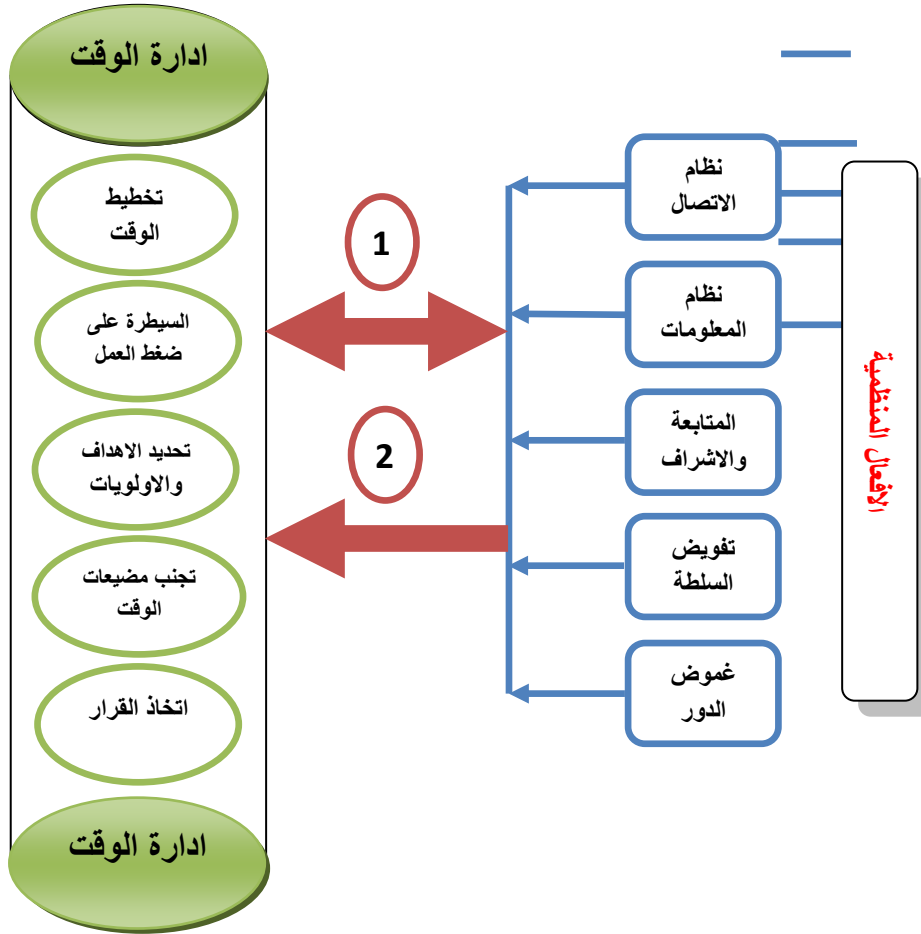 ادارة الوقت
تخطيط
الوقت
السيطرة على
ضغط العمل
تحديد الاهداف
والاولويات
تجنب مضيعات
الوقت
اتخاذ القرار
ادارة الوقت
1
2
نظام
الاتصال
نظام
المعلومات
المتابعة
والاشراف
تفويض
السلطة
غموض
الدور
الافعال المنظمية